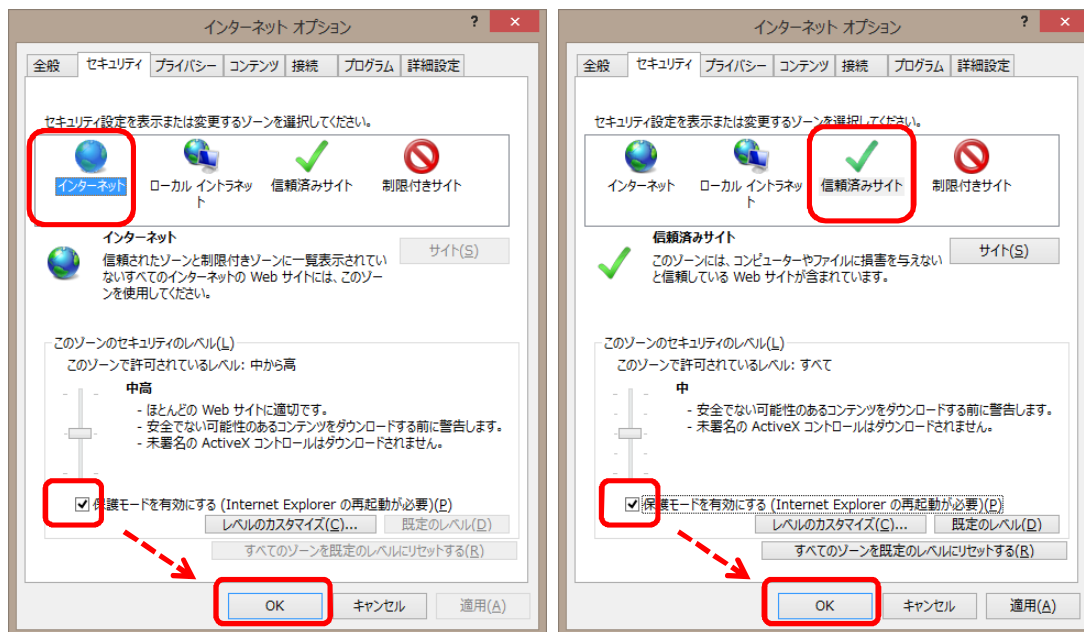 インターネット オプション
? ×
全般 セキュリティ プライバシー コンテンツ 接続 プログラム 詳細設定
セキュリティ設定を表示または変更するゾーンを選択してください。
インターネット
ローカル イントラネッ
ト
信頼済みサイト
制限付きサイト
インターネット
信頼されたゾーンと制限付きゾーンに一覧表示されてい
ないすべてのインターネットの Web サイトには、このゾー
ンを使用してください。
サイト(S)
このゾーンのセキュリティのレベル(L)
このゾーンで許可されているレベル: 中から高
中高
- ほとんどの Web サイトに適切です。
- 安全でない可能性のあるコンテンツをダウンロードする前に警告します。
- 未署名の ActiveX コントロールはダウンロードされません。
保護モードを有効にする (Internet Explorer の再起動が必要)(P)
レベルのカスタマイズ(C)... 既定のレベル(D)
すべてのゾーンを既定のレベルにリセットする(R)
OK キャンセル 適用(A)
インターネット オプション
? ×
全般 セキュリティ プライバシー コンテンツ 接続 プログラム 詳細設定
セキュリティ設定を表示または変更するゾーンを選択してください。
インターネット
ローカル イントラネッ
ト
信頼済みサイト
制限付きサイト
信頼済みサイト
このゾーンには、コンピューターやファイルに損害を与えない
と信頼している Web サイトが含まれています。
サイト(S)
このゾーンのセキュリティのレベル(L)
このゾーンで許可されているレベル: すべて
中
- 安全でない可能性のあるコンテンツをダウンロードする前に警告します。
- 未署名の ActiveX コントロールはダウンロードされません。
保護モードを有効にする (Internet Explorer の再起動が必要)(P)
レベルのカスタマイズ(C)... 既定のレベル(D)
すべてのゾーンを既定のレベルにリセットする(R)
OK キャンセル 適用(A)